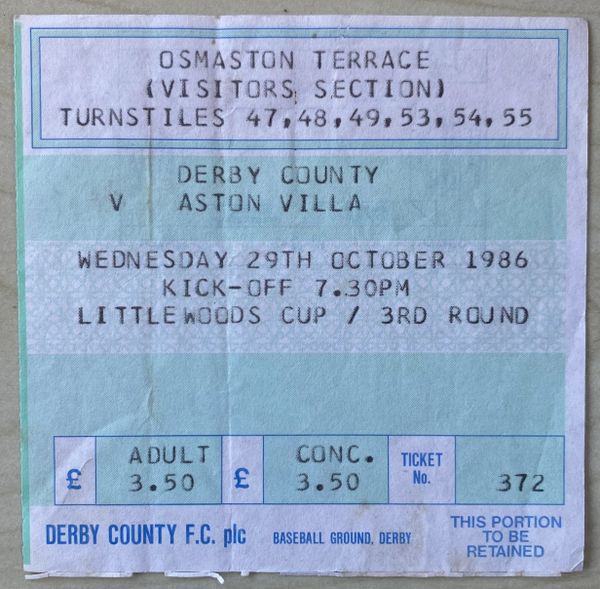 OSMASTON TERRACE
(VISITORS SECTION)
TURNSTILES 47,48,49,53,54,55
DERBY COUNTY
V ASTON VILLA
WEDNESDAY 29TH OCTOBER 1986
KICK-OFF 7.30PM
LITTLEWOODS CUP / 3RD ROUND
£ ADULT 3.50 £ CONC. 3.50 TICKET No. 372
DERBY COUNTY F.C. plc BASEBALL GROUND, DERBY
THIS PORTION
TO BE
RETAINED